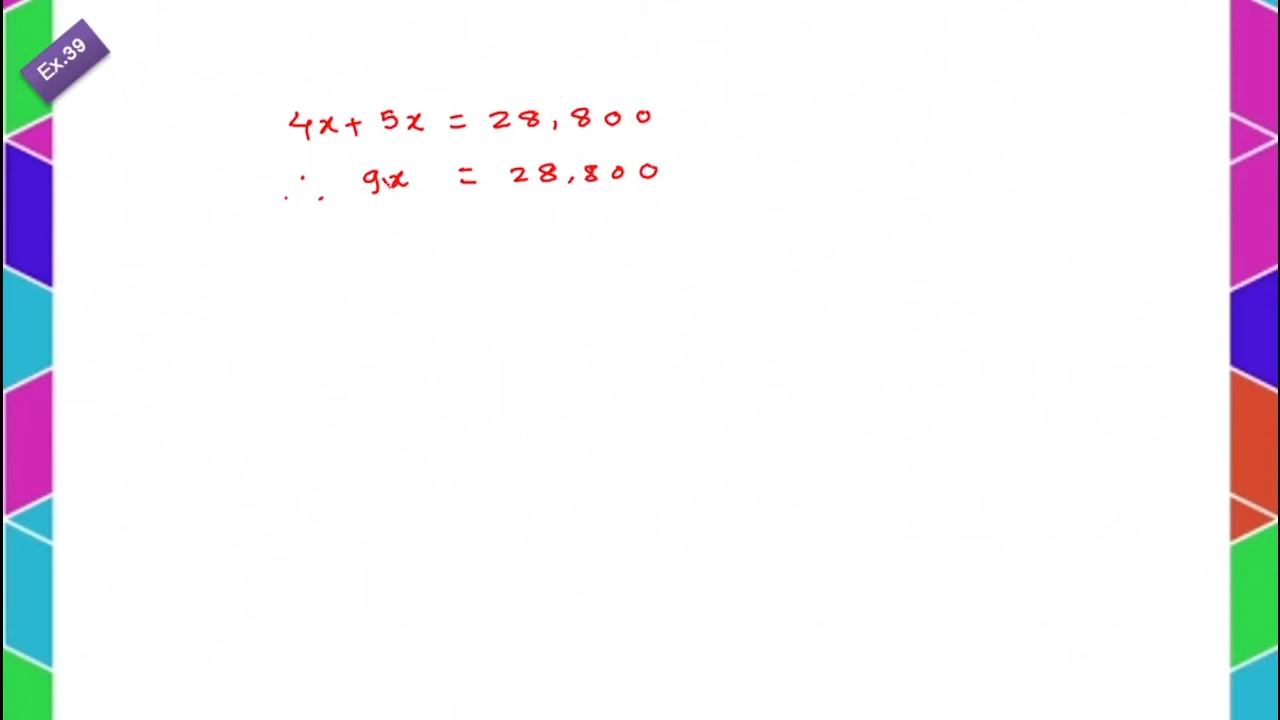 Ex.39
4x + 5x = 28,800
∴ 9x = 28,800